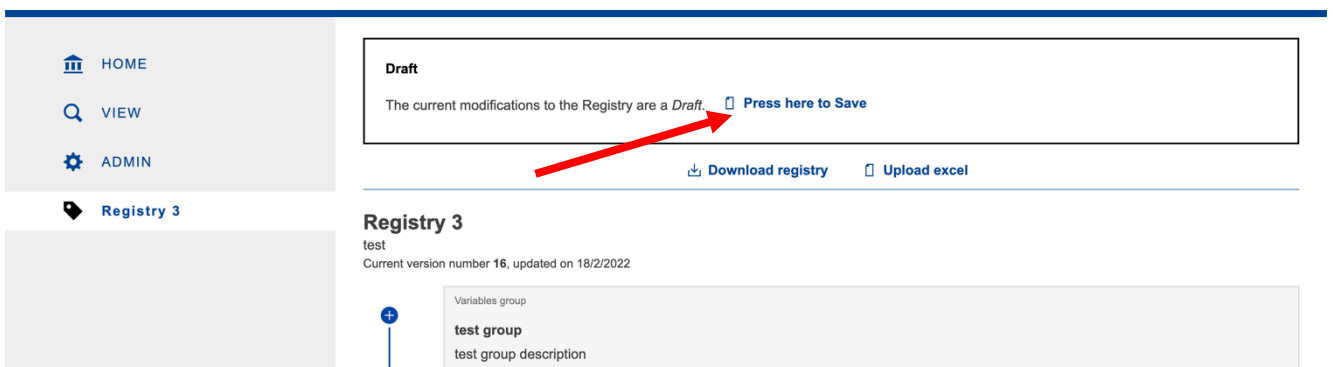 HOME
VIEW
ADMIN
Registry 3
Draft
The current modifications to the Registry are a Draft. Press here to Save
Download registry Upload excel
Registry 3
test
Current version number 16, updated on 18/2/2022
Variables group
test group
test group description